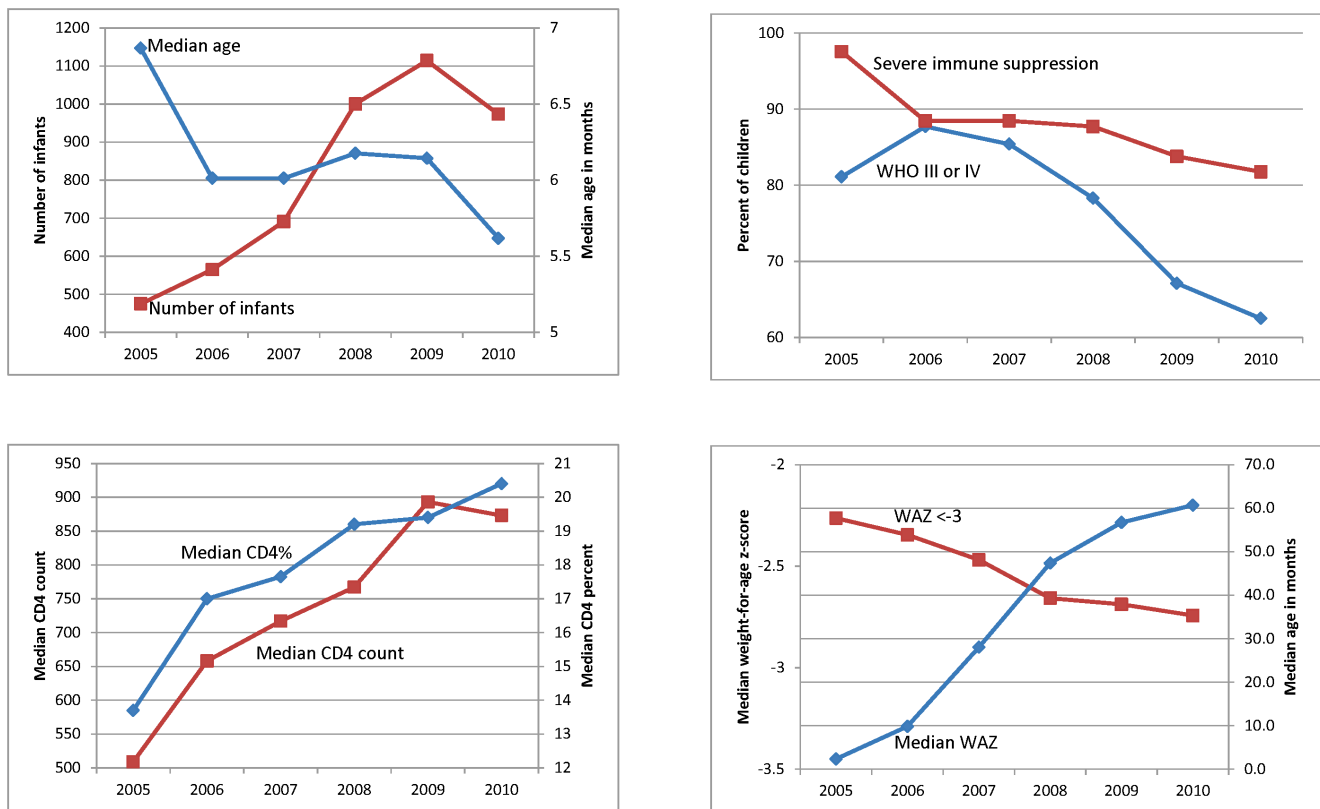 Number of infants
1200
1100
1000
900
800
700
600
500
400
7
6.5
6
5.5
5
Median age in months
Median age
Number of infants
2005 2006 2007 2008 2009 2010
Percent of children
100
90
80
70
60
Severe immune suppression
WHO III or IV
2005 2006 2007 2008 2009 2010
Median CD4 count
950
900
850
800
750
700
650
600
550
500
21
20
19
18
17
16
15
14
13
12
Median CD4 percent
Median CD4%
Median CD4 count
2005 2006 2007 2008 2009 2010
Median weight-for-age z-score
-2
-2.5
-3
-3.5
70.0
60.0
50.0
40.0
30.0
20.0
10.0
0.0
Median age in months
WAZ <-3
Median WAZ
2005 2006 2007 2008 2009 2010